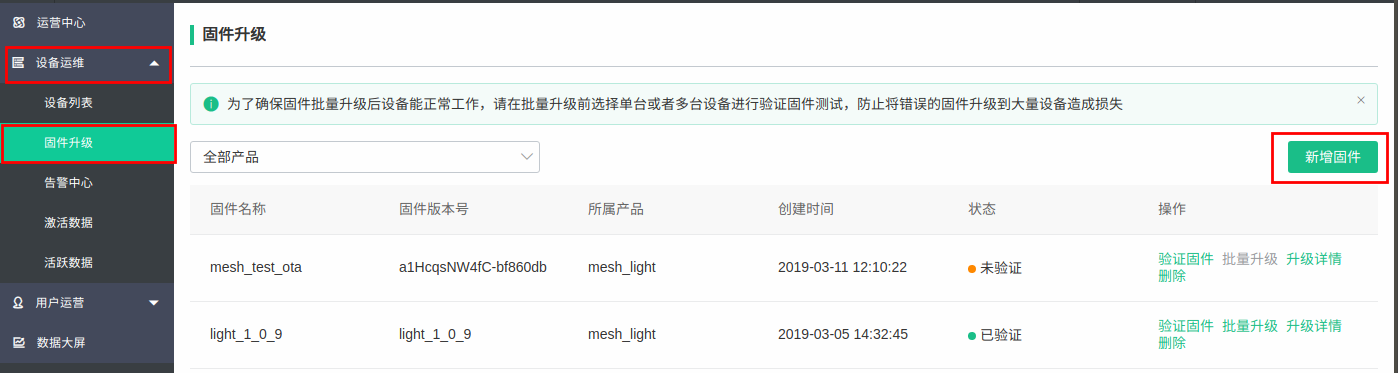 运营中心
设备运维
设备列表
固件升级
告警中心
激活数据
活跃数据
用户运营
数据大屏
固件升级
为了确保固件批量升级后设备能正常工作，请在批量升级前选择单台或者多台设备进行验证固件测试，防止将错误的固件升级到大量设备造成损失
全部产品
新增固件
固件名称 固件版本号 所属产品 创建时间 状态 操作
mesh_test_ota a1HcqsNW4fC-bf860db mesh_light 2019-03-11 12:10:22 未验证 验证固件 批量升级 升级详情
删除
light_1_0_9 light_1_0_9 mesh_light 2019-03-05 14:32:45 已验证 验证固件 批量升级 升级详情
删除